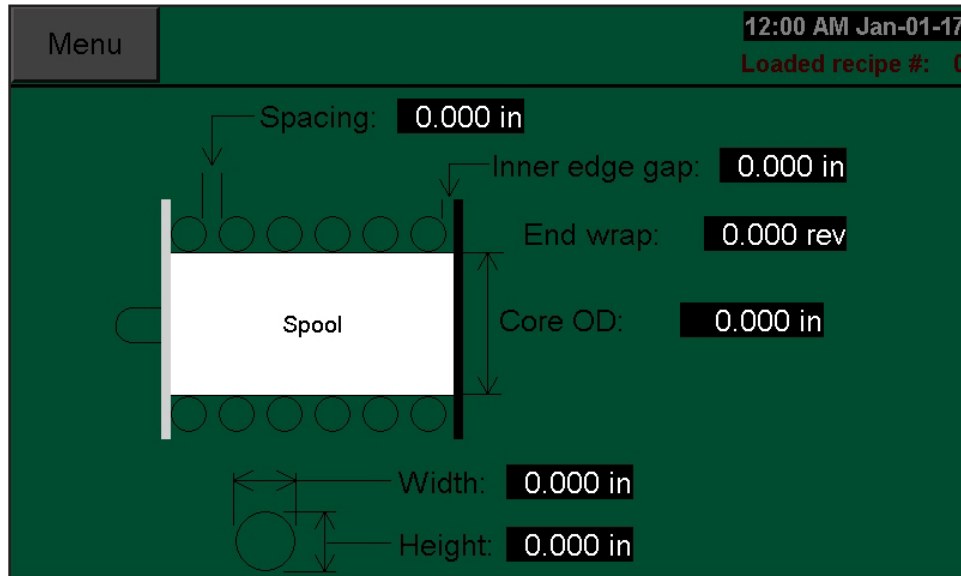 Menu
12:00 AM Jan-01-17
Loaded recipe #: 0
Spacing: 0.000 in
Inner edge gap: 0.000 in
End wrap: 0.000 rev
Core OD: 0.000 in
Spool
Width: 0.000 in
Height: 0.000 in